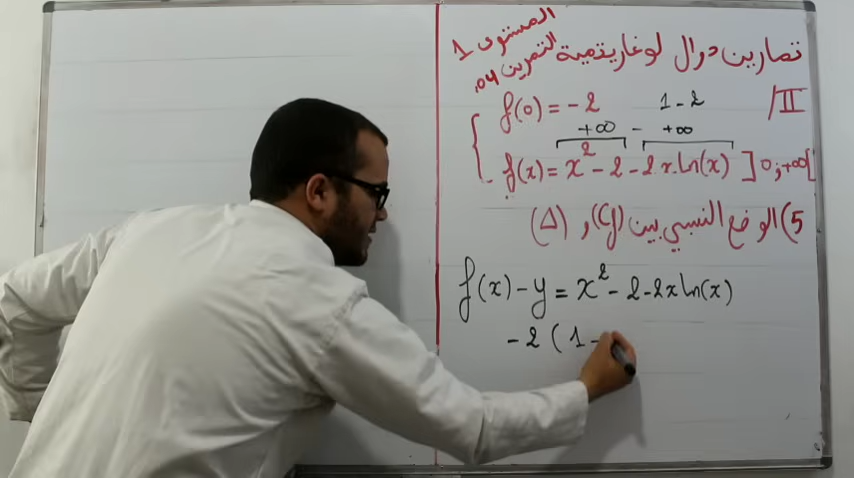 تمارين دوال لوغاريتمية المستوى 1
التمرين 04.
II/
f(0) = -2 1-2
+∞ - +∞
f(x) = x² - 2 - 2x.ln(x) ]0;+∞[
5) الوضع النسبي بين (Cf) و (Δ)
f(x) - y = x² - 2 - 2x ln(x)
- 2 ( 1 -